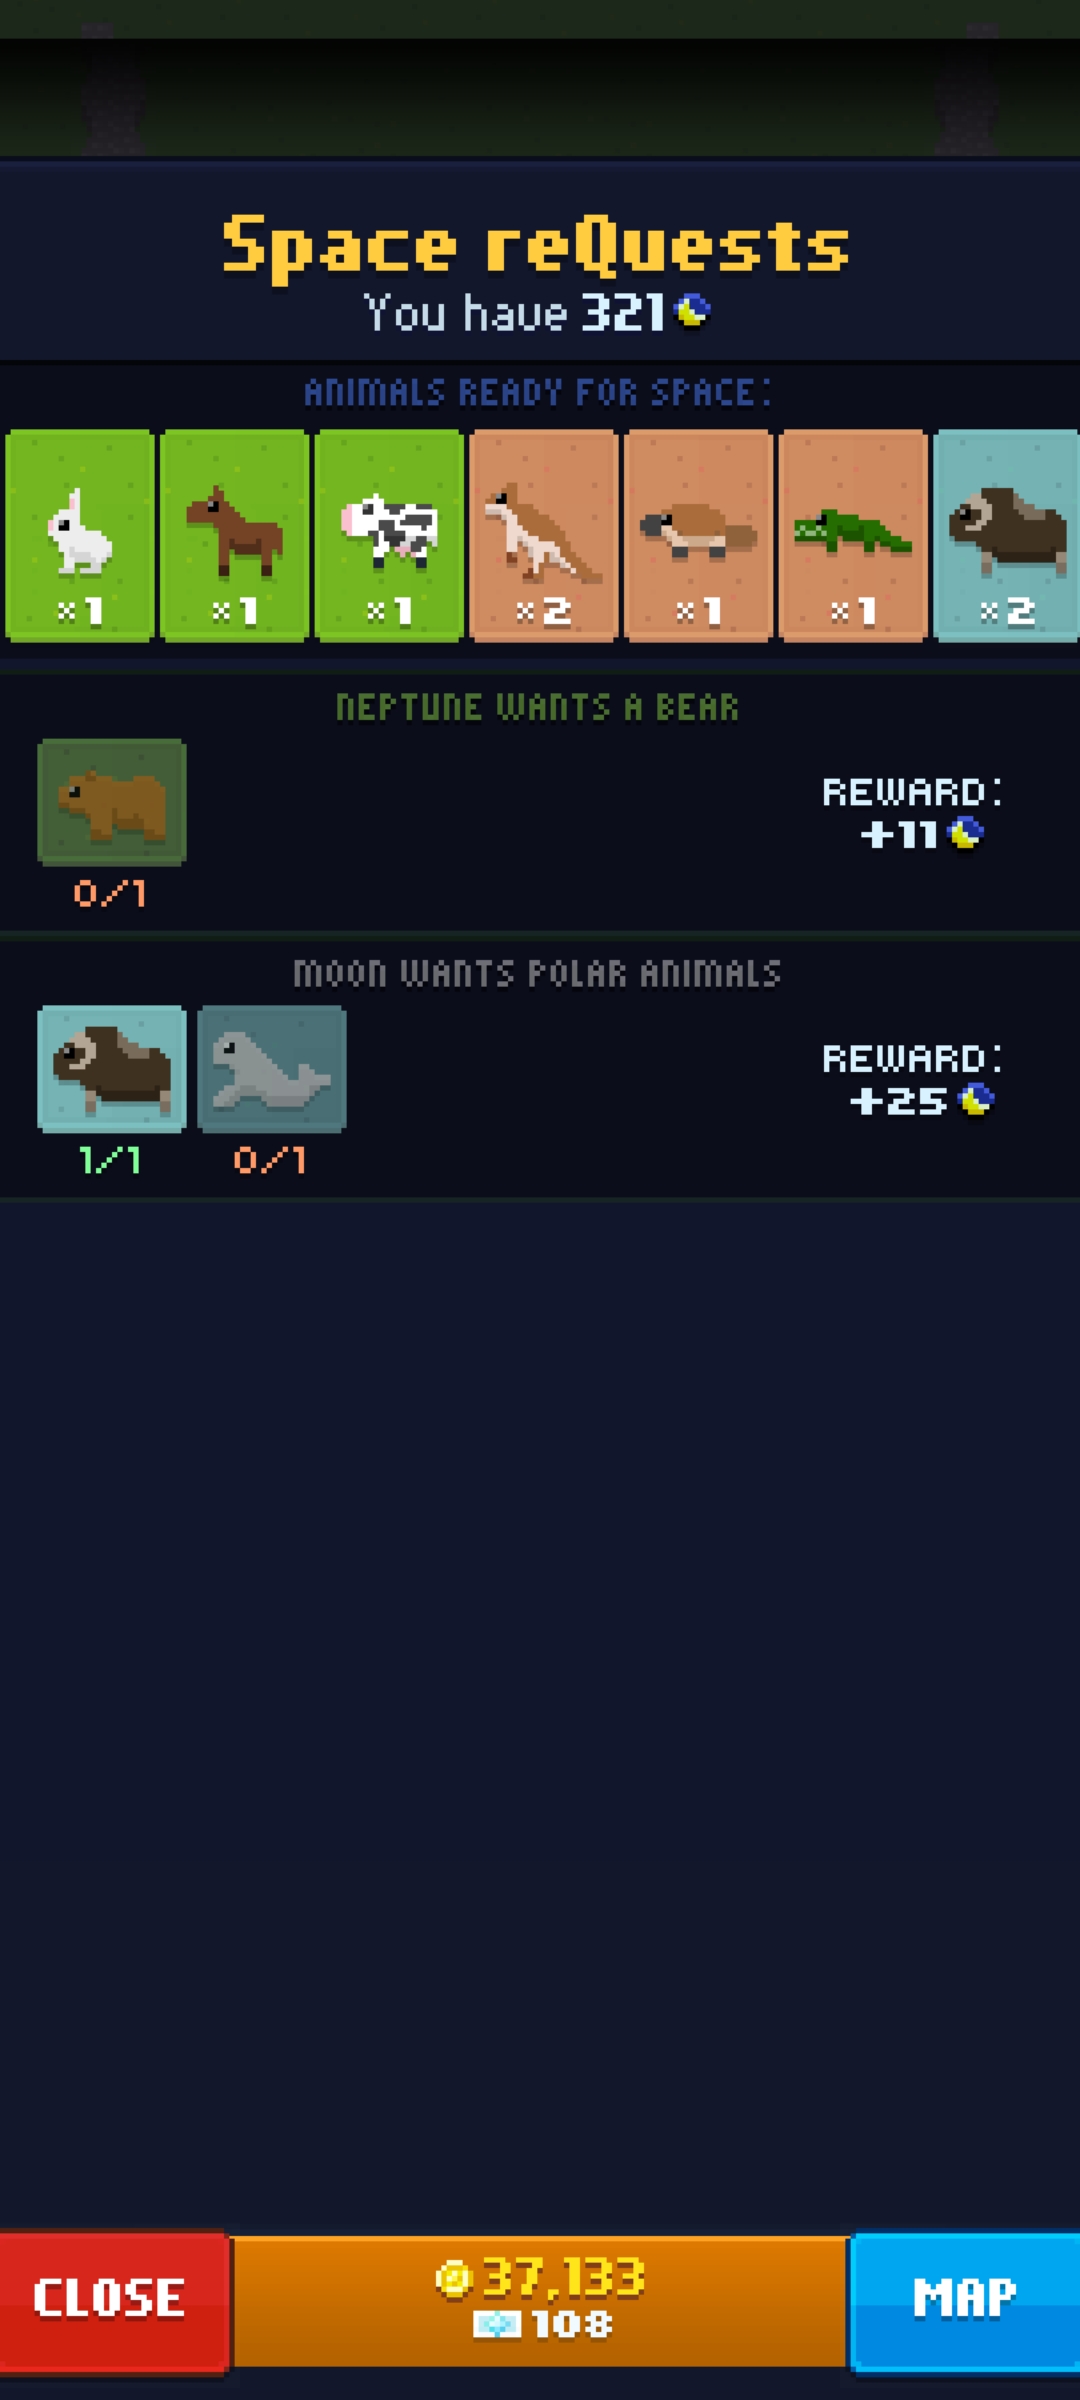 Space reQuests
You have 321
ANIMALS READY FOR SPACE:
×1 ×1 ×1 ×2 ×1 ×1 ×2
NEPTUNE WANTS A BEAR
REWARD:
+11
0/1
MOON WANTS POLAR ANIMALS
REWARD:
+25
1/1 0/1
CLOSE
37,133
108
MAP